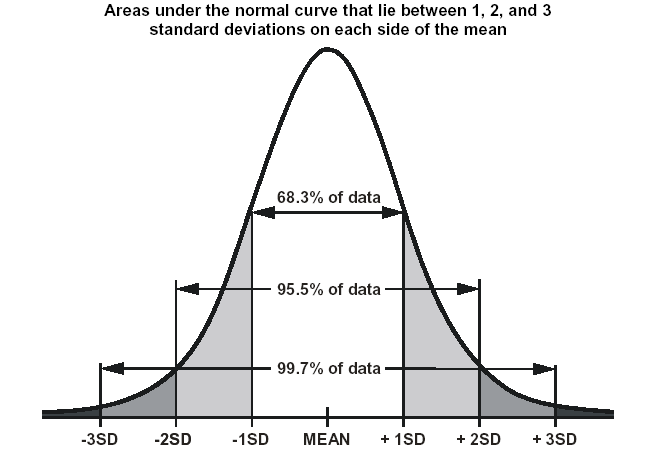 Areas under the normal curve that lie between 1, 2, and 3
standard deviations on each side of the mean
68.3% of data
95.5% of data
99.7% of data
-3SD -2SD -1SD MEAN + 1SD + 2SD + 3SD